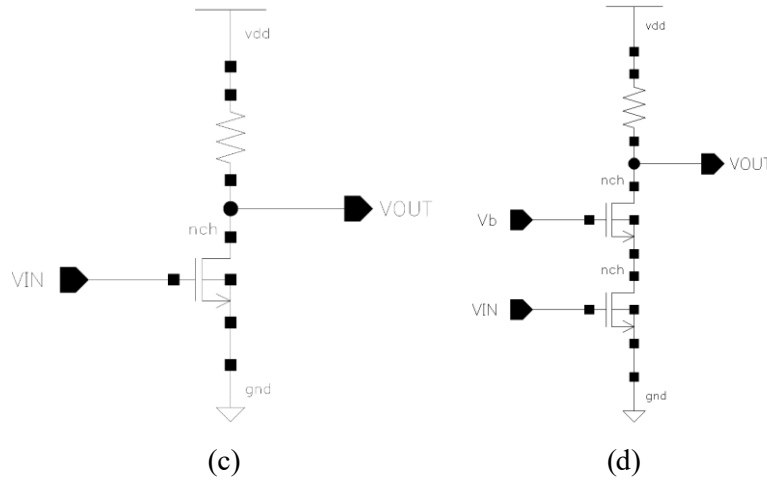 vdd
VOUT
nch
VIN
gnd
(c)
vdd
VOUT
nch
Vb
nch
VIN
gnd
(d)